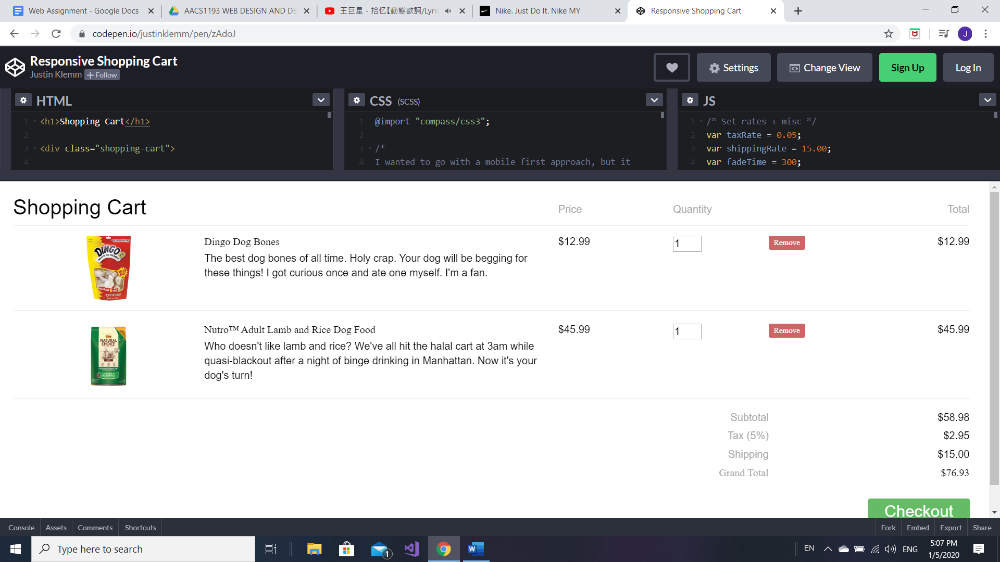 Web Assignment - Google Docs
AACS1193 WEB DESIGN AND DE
王巨星 - 拾忆【動態歌詞/Lyric
Nike. Just Do It. Nike MY
Responsive Shopping Cart
codepen.io/justinklemm/pen/zAdoJ
J
Responsive Shopping Cart
Justin Klemm
+ Follow
Settings
Change View
Sign Up
Log In
HTML
CSS (SCSS)
JS
1 <h1>Shopping Cart</h1>
2
3 <div class="shopping-cart">
4
1 @import "compass/css3";
2
3 /*
4 I wanted to go with a mobile first approach, but it
1 /* Set rates + misc */
2 var taxRate = 0.05;
3 var shippingRate = 15.00;
4 var fadeTime = 300;
Shopping Cart
Price
Quantity
Total
DINGO
Dingo Dog Bones
The best dog bones of all time. Holy crap. Your dog will be begging for
these things! I got curious once and ate one myself. I'm a fan.
$12.99
1
Remove
$12.99
NATURAL
CHOICE
Nutro™ Adult Lamb and Rice Dog Food
Who doesn't like lamb and rice? We've all hit the halal cart at 3am while
quasi-blackout after a night of binge drinking in Manhattan. Now it's your
dog's turn!
$45.99
1
Remove
$45.99
Subtotal $58.98
Tax (5%) $2.95
Shipping $15.00
Grand Total $76.93
Checkout
Console
Assets
Comments
Shortcuts
Fork
Embed
Export
Share
Type here to search
1
EN
ENG
5:07 PM
1/5/2020